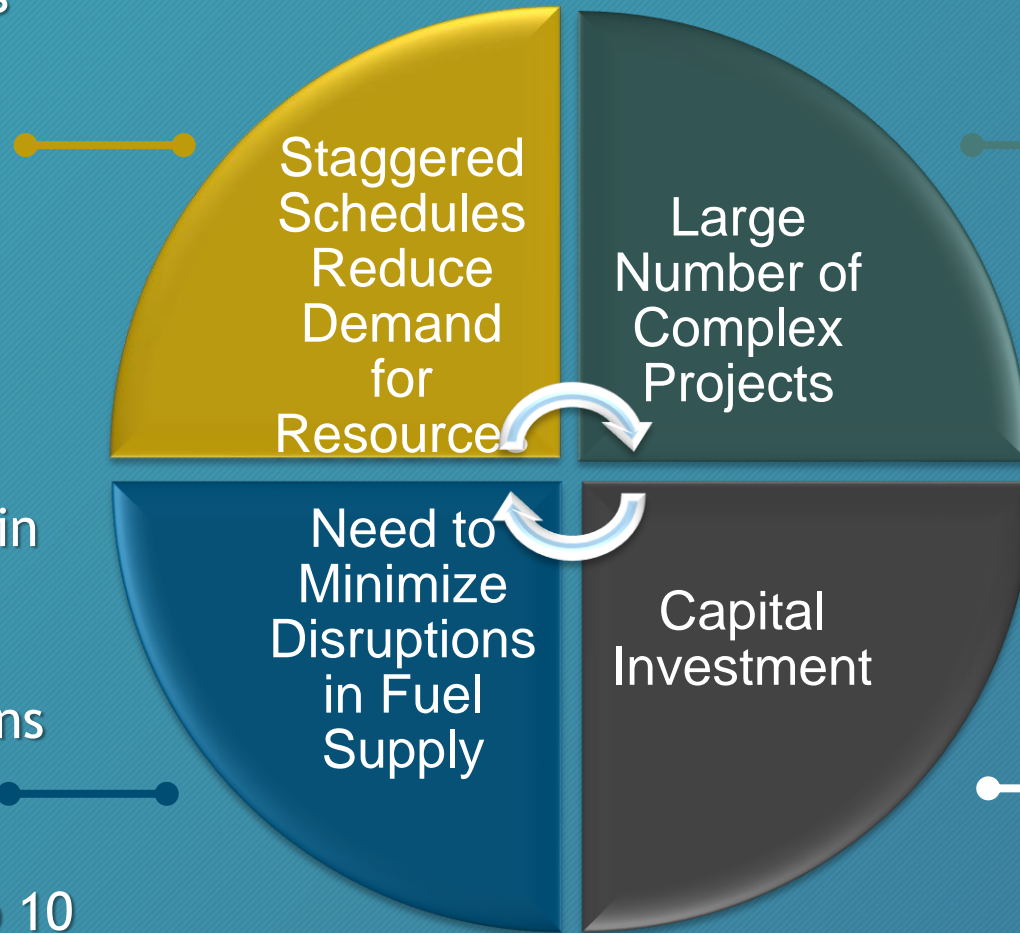 s
Staggered
Schedules
Reduce
Demand
for
Resource
Large
Number of
Complex
Projects
in
Need to
Minimize
Disruptions
in Fuel
Supply
Capital
Investment
ns
10